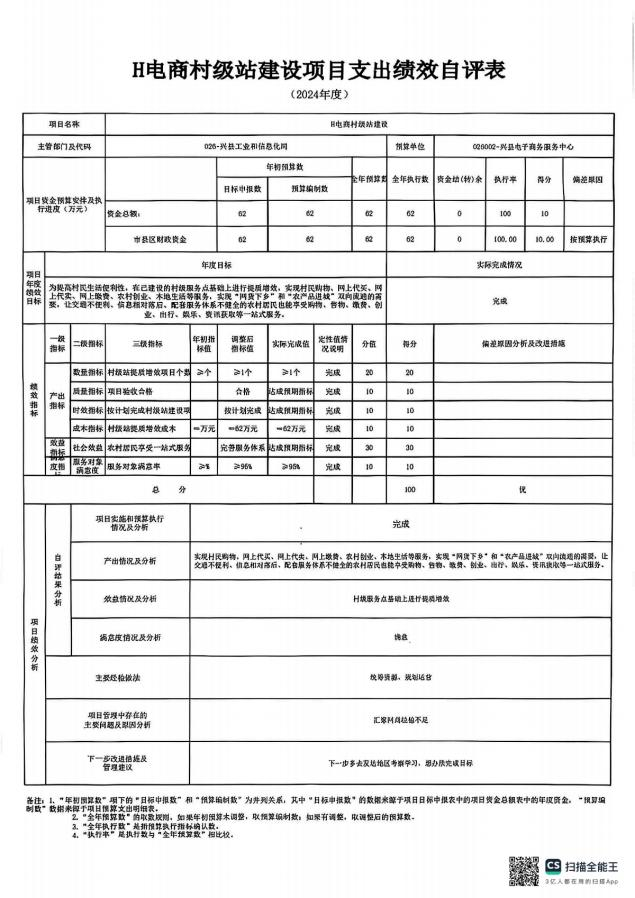 H电商村级站建设项目支出绩效自评表
（2024年度）
项目名称 H电商村级站建设
主管部门及代码 026-兴县工业和信息化局 预算单位 026002-兴县电子商务服务中心
项目资金预算安排及执行进度（万元） 年初预算数 全年预算数 全年执行数 资金结(转)余 执行率 得分 偏差原因
目标申报数 预算编制数
资金总额： 62 62 62 62 0 100 10
市县区财政资金 62 62 62 62 0 100.00 10.00 按预算执行
项目年度绩效目标 年度目标 实际完成情况
为提高村民生活便利性，在已建设的村级服务点基础上进行提质增效，实现村民购物、网上代买、网
上代卖、网上缴费、农村创业、本地生活等服务，实现“网货下乡”和“农产品进城”双向流通的需
要，让交通不便利、信息相对落后、配套服务体系不健全的农村居民也能享受购物、售物、缴费、创
业、出行、娱乐、资讯获取等一站式服务。
完成
绩效指标 一级指标 二级指标 三级指标 年初指标值 调整后指标值 实际完成值 定性值情况说明 分值 得分 偏差原因分析及改进措施
产出指标 数量指标 村级站提质增效项目个数 ≥个 ≥1个 ≥1个 完成 20 20
质量指标 项目验收合格 合格 达成预期指标 完成 10 10
时效指标 按计划完成村级站建设项 按计划完成 达成预期指标 完成 10 10
成本指标 村级站提质增效成本 =万元 =62万元 =62万元 完成 10 10
效益指标 社会效益 农村居民享受一站式服务 完善服务体系 达成预期指标 完成 30 30
度指 服务对象满意度 服务对象满意率 ≥% ≥95% ≥95% 完成 10 10
总 分 100 优
项目绩效分析 自评结果分析 项目实施和预算执行情况及分析 完成
产出情况及分析 实现村民购物、网上代买、网上代卖、网上缴费、农村创业、本地生活等服务，实现“网货下乡”和“农产品进城”双向流通的需要，让
交通不便利、信息相对落后、配套服务体系不健全的农村居民也能享受购物、售物、缴费、创业、出行、娱乐、资讯获取等一站式服务。
效益情况及分析 村级服务点基础上进行提质增效
满意度情况及分析 满意
主要经验做法 统筹资源，规划运营
项目管理中存在的主要问题及原因分析 经验不足
下一步改进措施及管理建议 下一步多去发达地区考察学习，想办法完成目标
备注：1、“年初预算数”项下的“目标申报数”和“预算编制数”为并列关系，其中“目标申报数”的数据来源于项目目标申报表中的项目资金总额表中的年度资金，“预算编
制数”数据来源于项目预算支出明细表。
2、“全年预算数”的取数规则，如果年初预算未调整，取预算编制数；如果有调整，取调整后的预算数。
3、“全年执行数”是指预算执行指标确认数。
4、“执行率”是执行数与“全年预算数”相比较。
CS 扫描全能王
3亿人都在用的扫描App